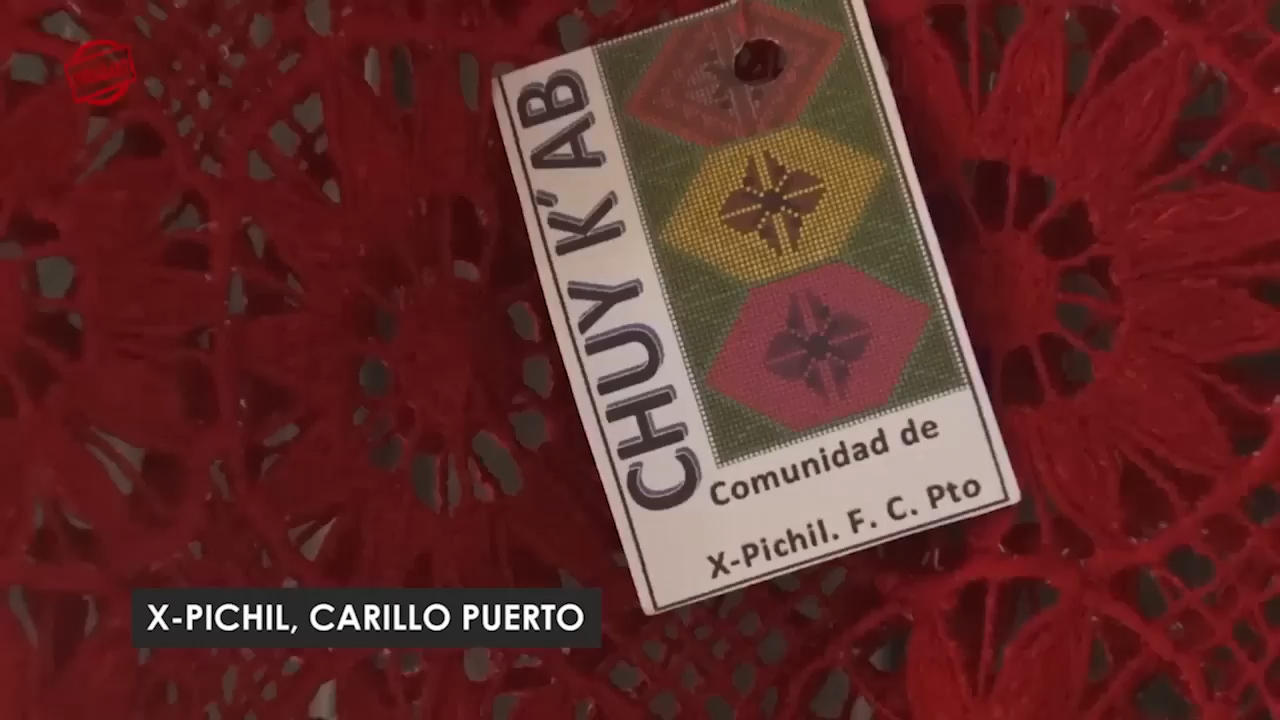 CHUY K'AB
Comunidad de
X-Pichil. F. C. Pto
X-PICHIL, CARILLO PUERTO